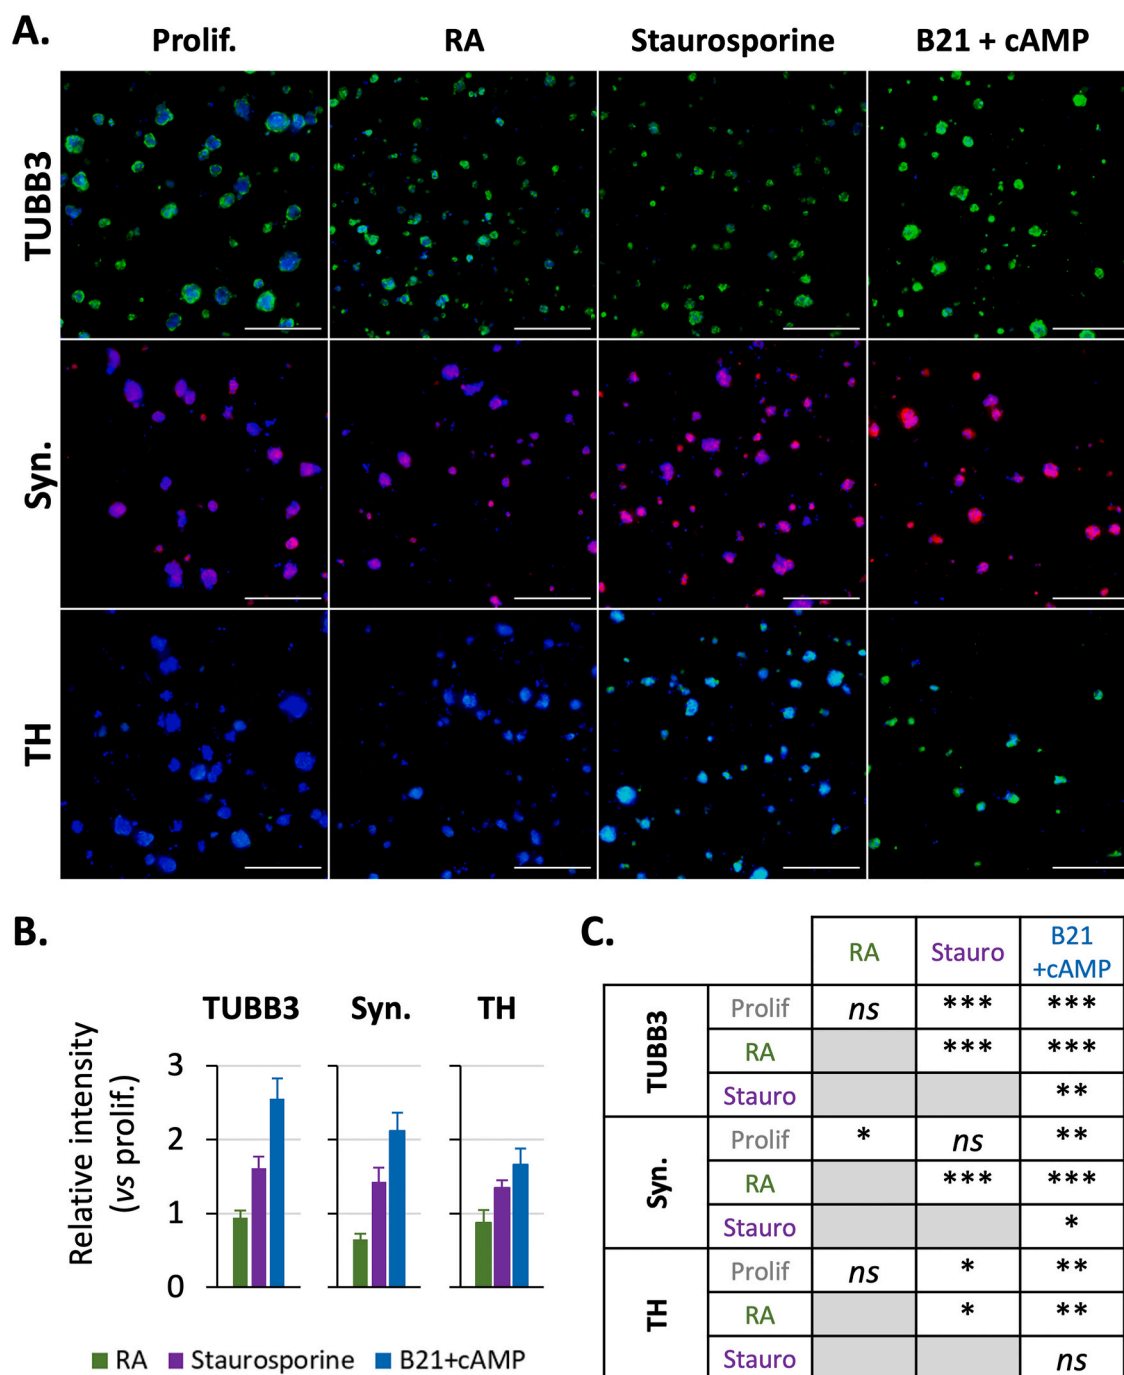 A.
Prolif. RA Staurosporine B21 + cAMP
TUBB3
Syn.
TH
B.
TUBB3 Syn. TH
Relative intensity
(vs prolif.)
3
2
1
0
RA Staurosporine B21+cAMP
C.
RA Stauro B21
+cAMP
TUBB3
Prolif ns *** ***
RA *** ***
Stauro **
Syn.
Prolif * ns **
RA *** ***
Stauro *
TH
Prolif ns * **
RA * **
Stauro ns